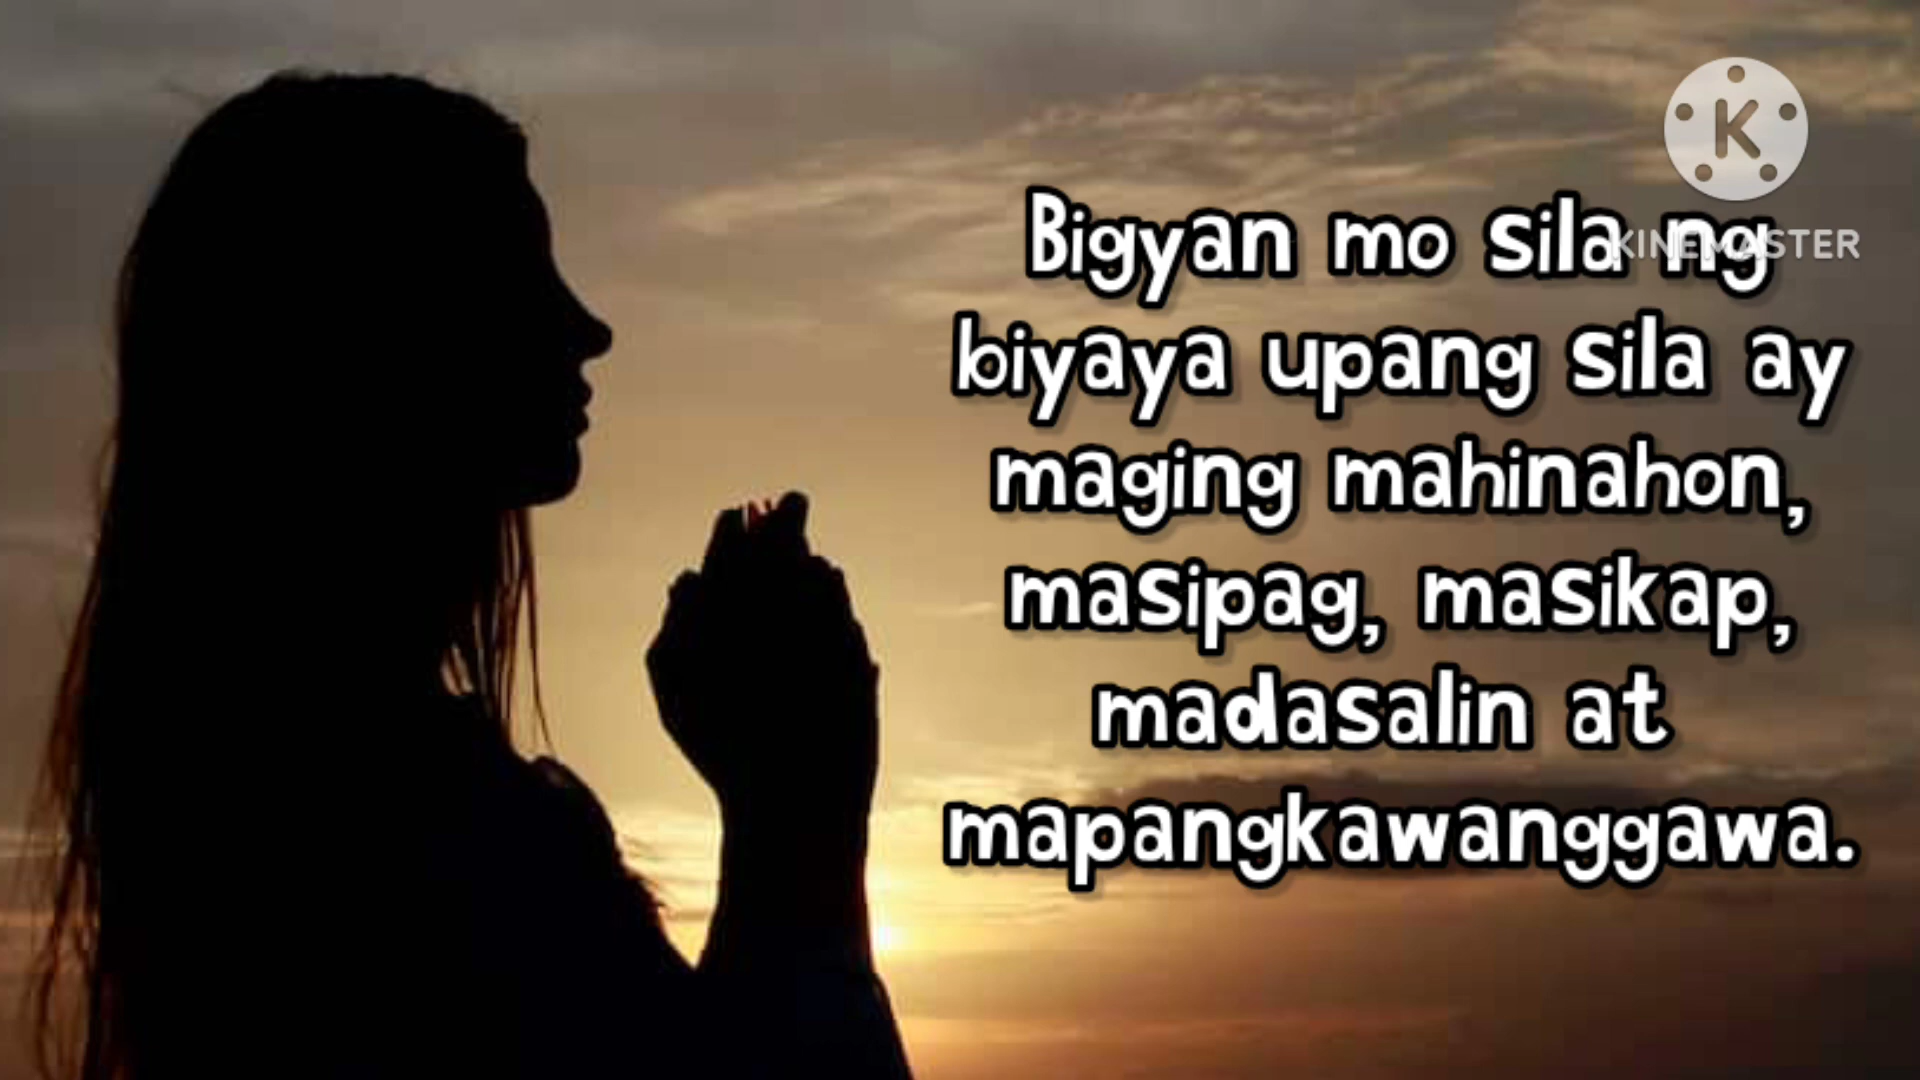 K
KINEMASTER
Bigyan mo sila ng
biyaya upang sila ay
maging mahinahon,
masipag, masikap,
madasalin at
mapangkawanggawa.